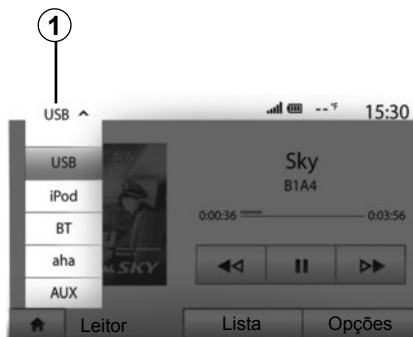 1
USB
--°F
15:30
USB
iPod
BT
aha
AUX
SKY
Sky
B1A4
0:00:36
0:03:56
Leitor
Lista
Opções